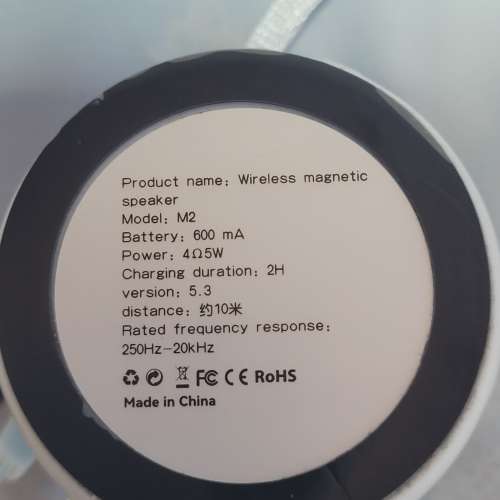 Product name: Wireless magnetic
speaker
Model: M2
Battery: 600 mA
Power: 4Ω5W
Charging duration: 2H
version: 5.3
distance: 约10米
Rated frequency response:
250Hz-20kHz
FC CE RoHS
Made in China